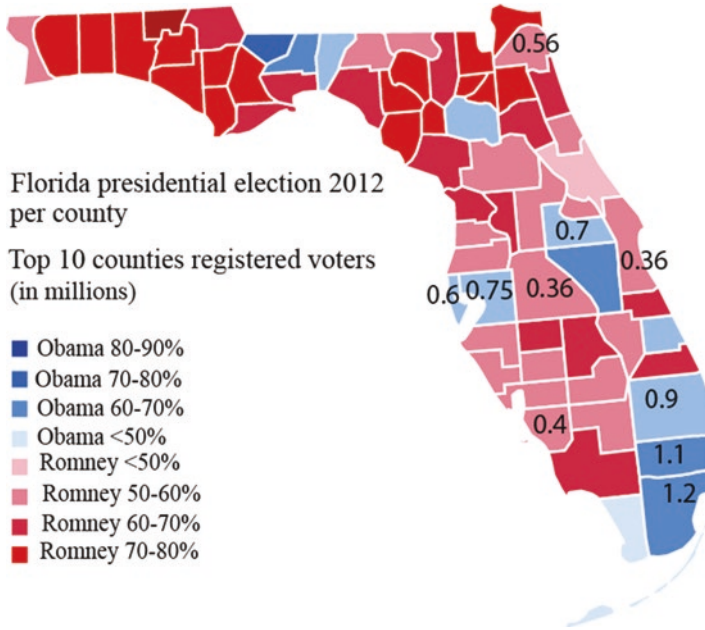 0.56
Florida presidential election 2012
per county
0.7
Top 10 counties registered voters
(in millions)
0.36
0.6 0.75 0.36
Obama 80-90%
Obama 70-80%
Obama 60-70%
Obama <50%
Romney <50%
Romney 50-60%
Romney 60-70%
Romney 70-80%
0.9
0.4
1.1
1.2